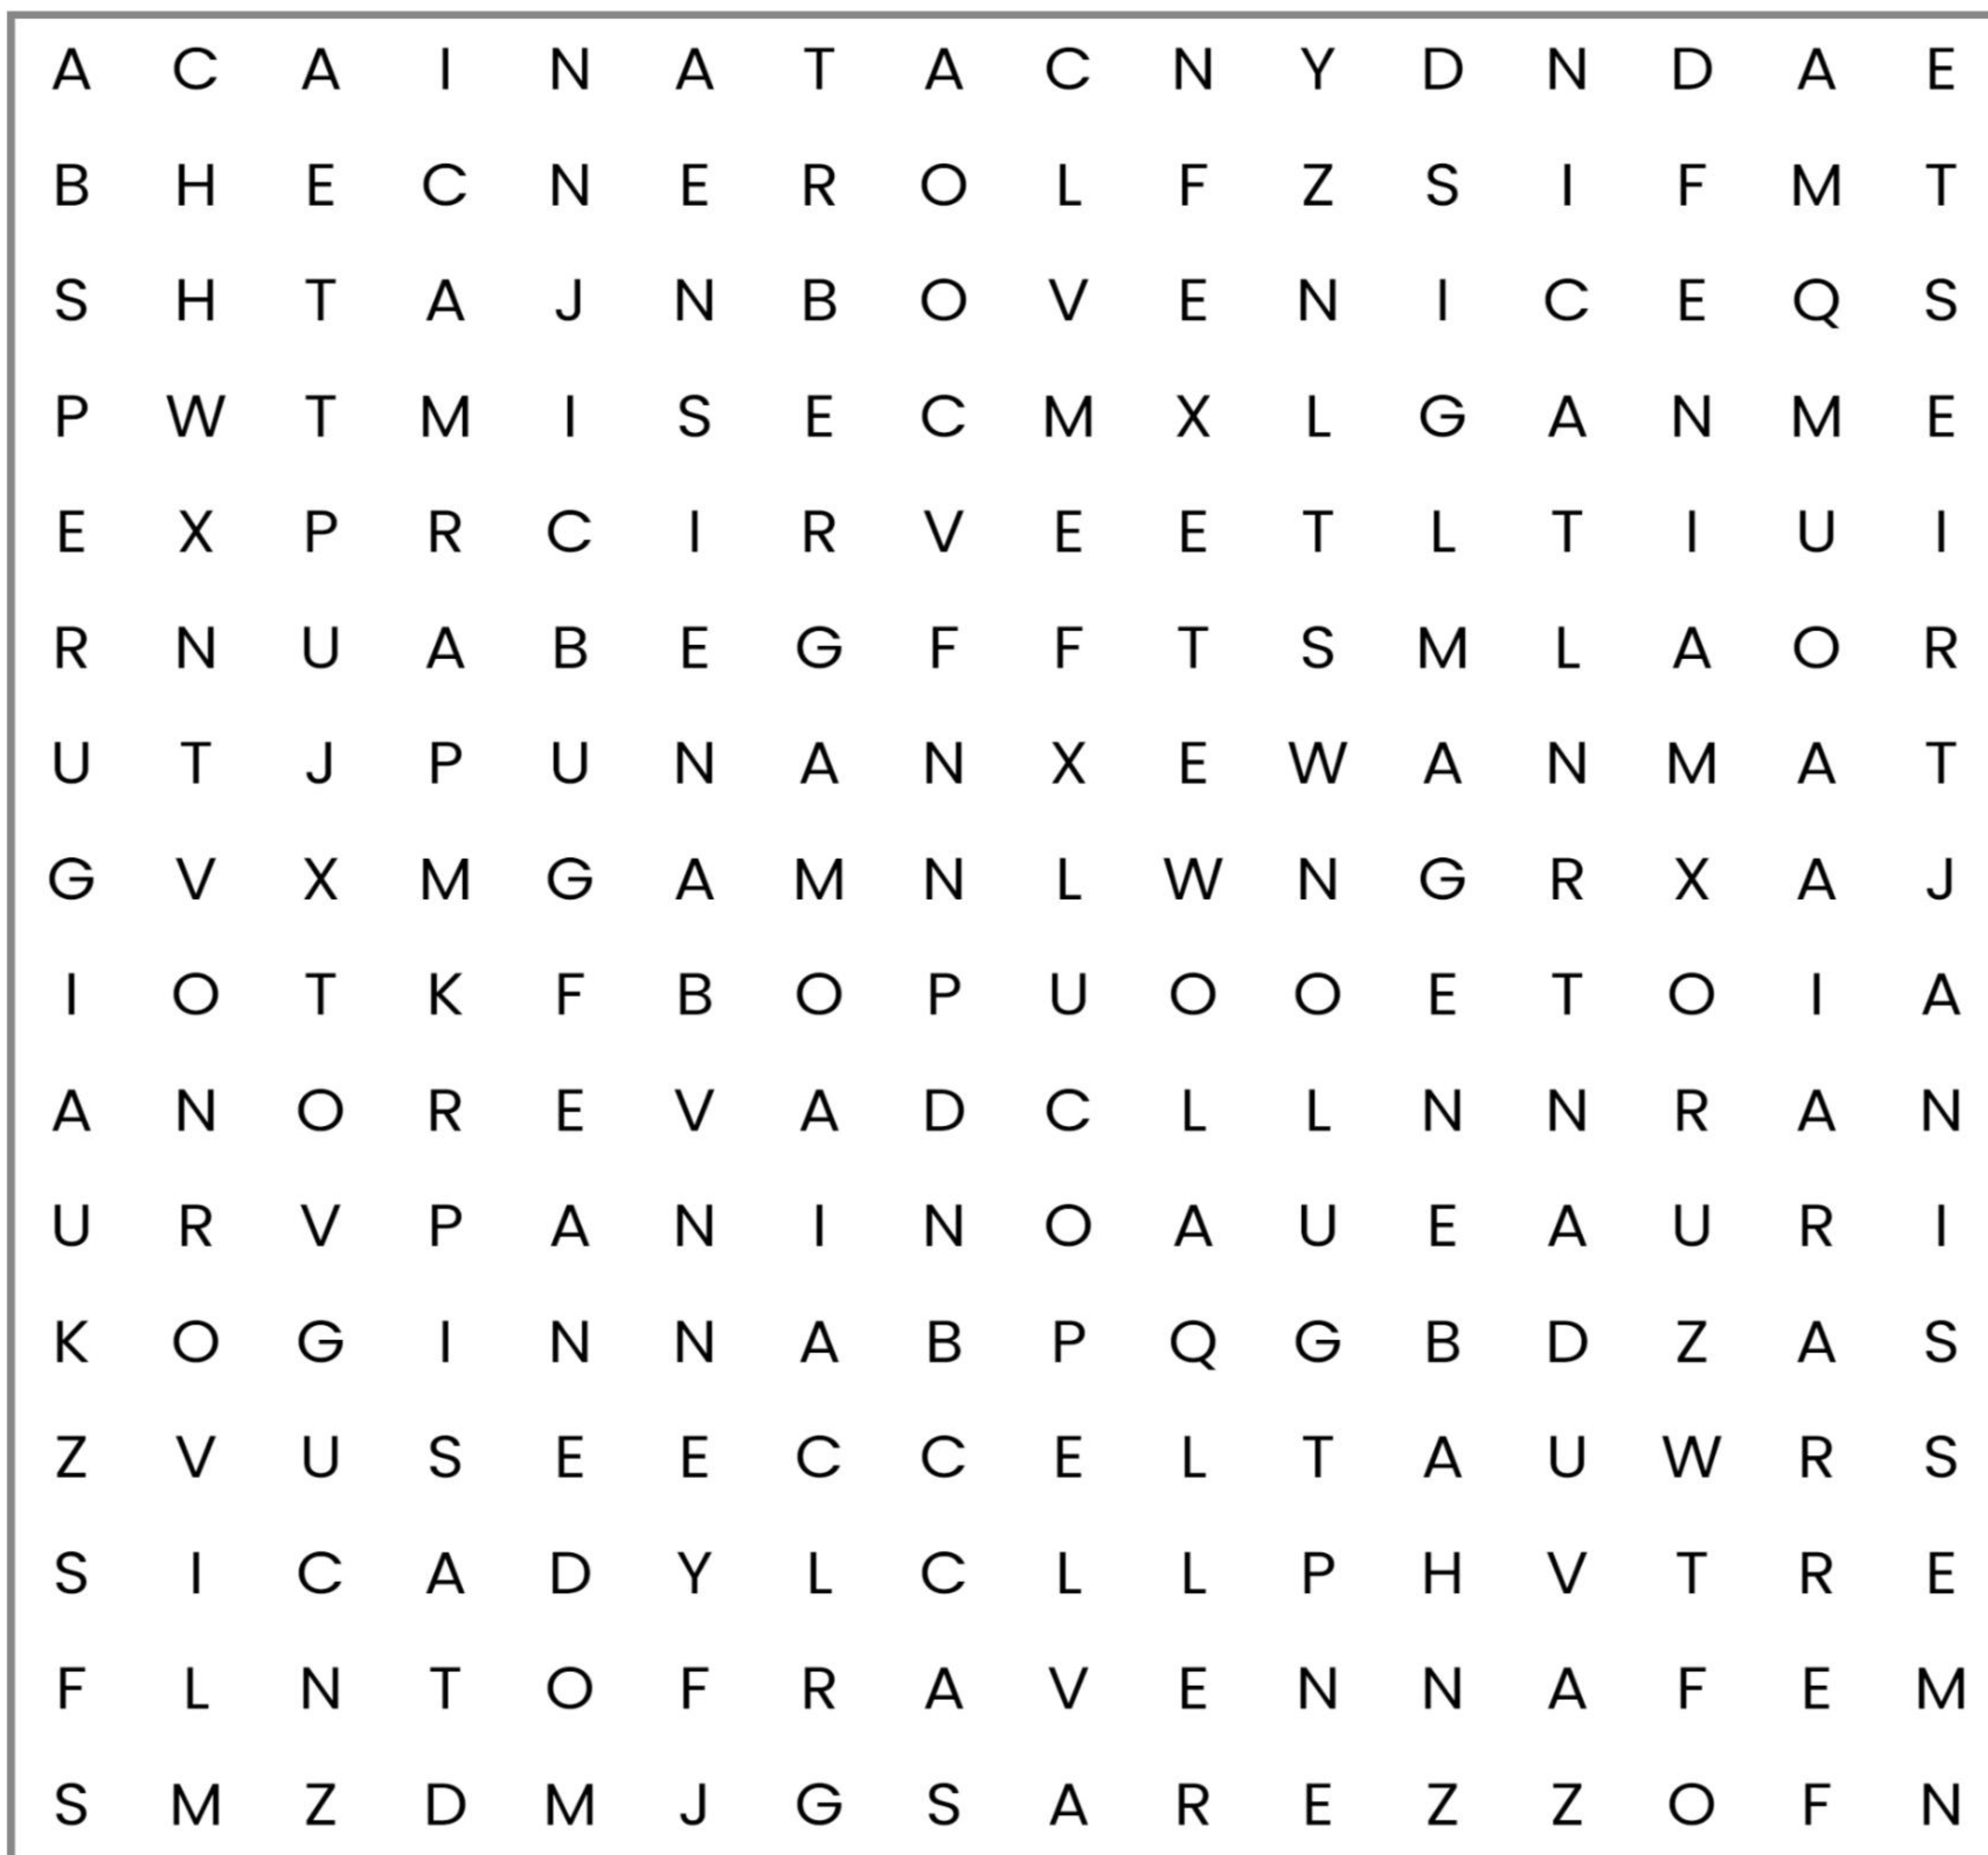 A C A I N A T A C N Y D N D A E
B H E C N E R O L F Z S I F M T
S H T A J N B O V E N I C E Q S
P W T M I S E C M X L G A N M E
E X P R C I R V E E T L T I U I
R N U A B E G F F T S M L A O R
U T J P U N A N X E W A N M A T
G V X M G A M N L W N G R X A J
I O T K F B O P U O O E T O I A
A N O R E V A D C L L N N R A N
U R V P A N I N O A U E A U R I
K O G I N N A B P Q G B D Z A S
Z V U S E E C C E L T A U W R S
S I C A D Y L C L L P H V T R E
F L N T O F R A V E N N A F E M
S M Z D M J G S A R E Z Z O F N